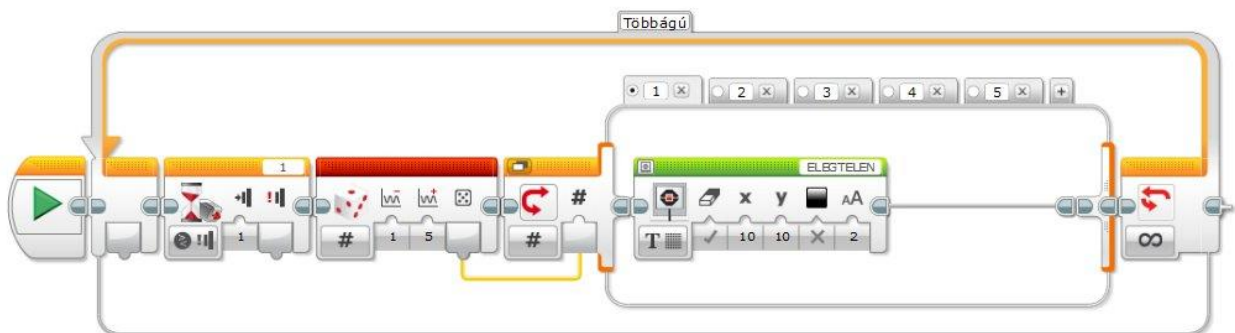 Többágú
1 2 3 4 5 +
1
ELEGTELEN
# x y AA
1 # 1 5 # T 10 10 2 ∞